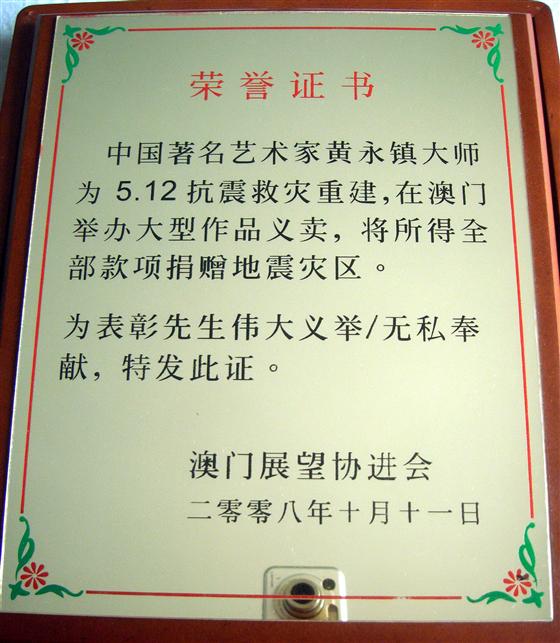 荣誉证书
中国著名艺术家黄永镇大师
为 5.12 抗震救灾重建,在澳门
举办大型作品义卖，将所得全
部款项捐赠地震灾区。
为表彰先生伟大义举/无私奉
献，特发此证。
澳门展望协进会
二零零八年十月十一日